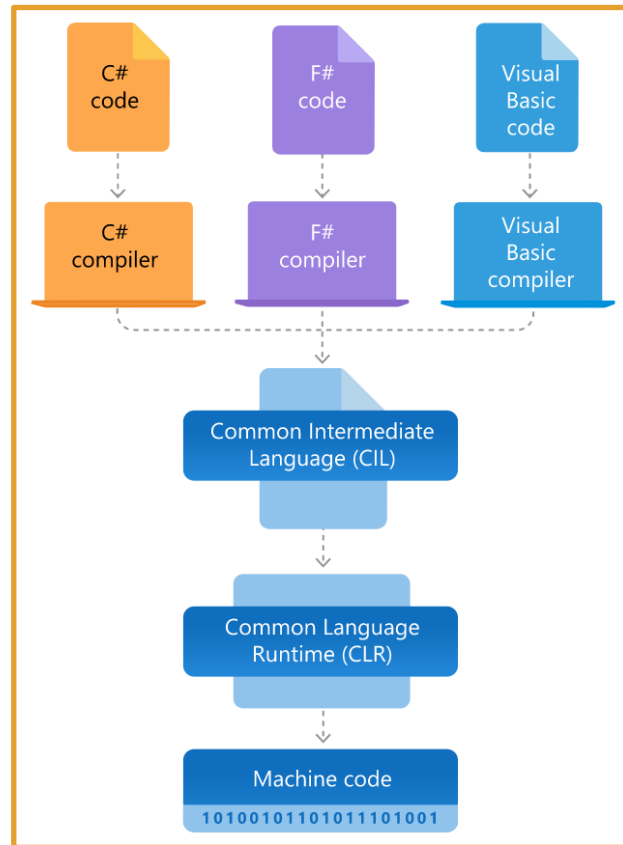 C#
code
F#
code
Visual
Basic
code
C#
compiler
F#
compiler
Visual
Basic
compiler
Common Intermediate
Language (CIL)
Common Language
Runtime (CLR)
Machine code
101001011010111101001